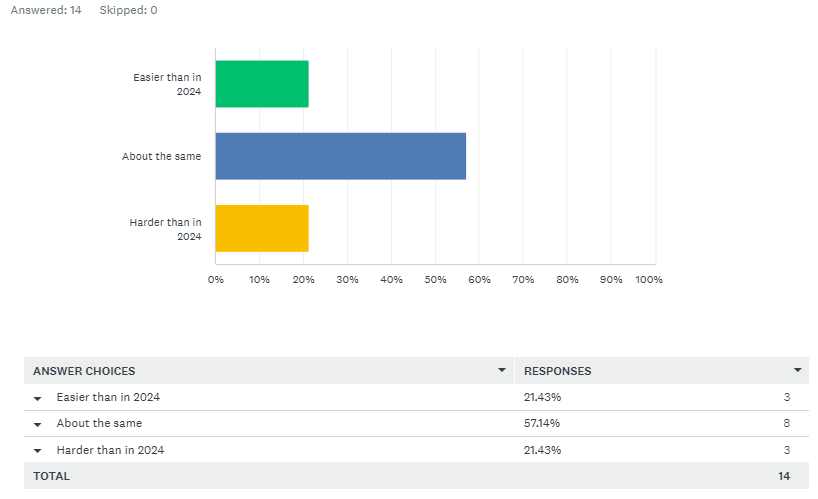 Answered: 14 Skipped: 0
Easier than in
2024
About the same
Harder than in
2024
0% 10% 20% 30% 40% 50% 60% 70% 80% 90% 100%
ANSWER CHOICES RESPONSES
Easier than in 2024 21.43% 3
About the same 57.14% 8
Harder than in 2024 21.43% 3
TOTAL 14